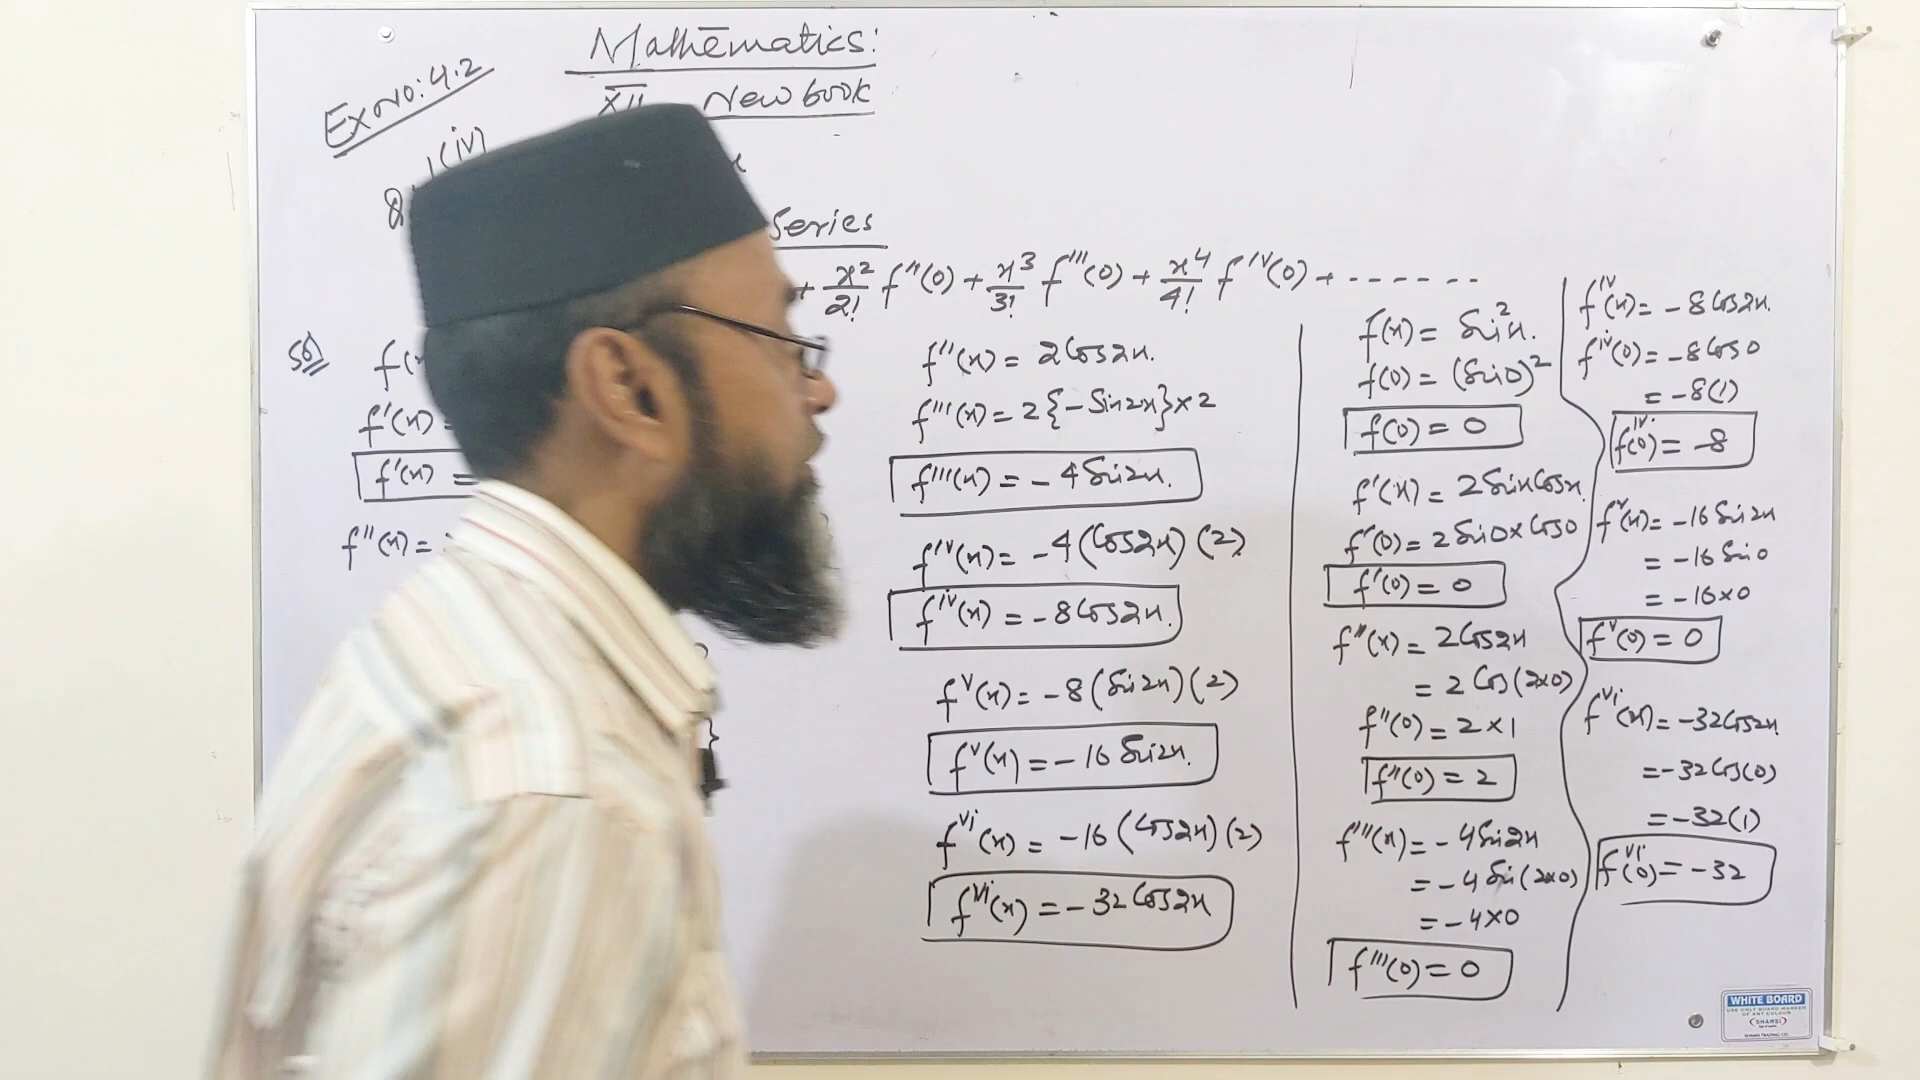 Mathematics:
Ex No: 4.2
XII New book
Q. 1(iv)
Series
+ x²/2! f''(0) + x³/3! f'''(0) + x⁴/4! f^IV(0) + - - - - - -
Sol
f'(x)
f'(x) =
f''(x) =
f''(x) = 2Cos2x.
f'''(x) = 2{-Sin2x}×2
f'''(x) = -4Sin2x.
f^IV(x) = -4(Cos2x)(2)
f^IV(x) = -8Cos2x.
f^V(x) = -8(Sin2x)(2)
f^V(x) = -16 Sin2x.
f^VI(x) = -16(Cos2x)(2)
f^VI(x) = -32Cos2x
f(x) = Sin²x.
f(0) = (Sin0)²
f(0) = 0
f'(x) = 2SinxCosx.
f'(0) = 2Sin0×Cos0
f'(0) = 0
f''(x) = 2Cos2x
= 2Cos(2×0)
f''(0) = 2×1
f''(0) = 2
f'''(x) = -4Sin2x
= -4Sin(2×0)
= -4×0
f'''(0) = 0
f^IV(x) = -8Cos2x.
f^IV(0) = -8Cos0
= -8(1)
f^IV(0) = -8
f^V(x) = -16Sin2x
= -16Sin0
= -16×0
f^V(0) = 0
f^VI(x) = -32Cos2x
= -32Cos(0)
= -32(1)
f^VI(0) = -32
WHITE BOARD
SHAMSI